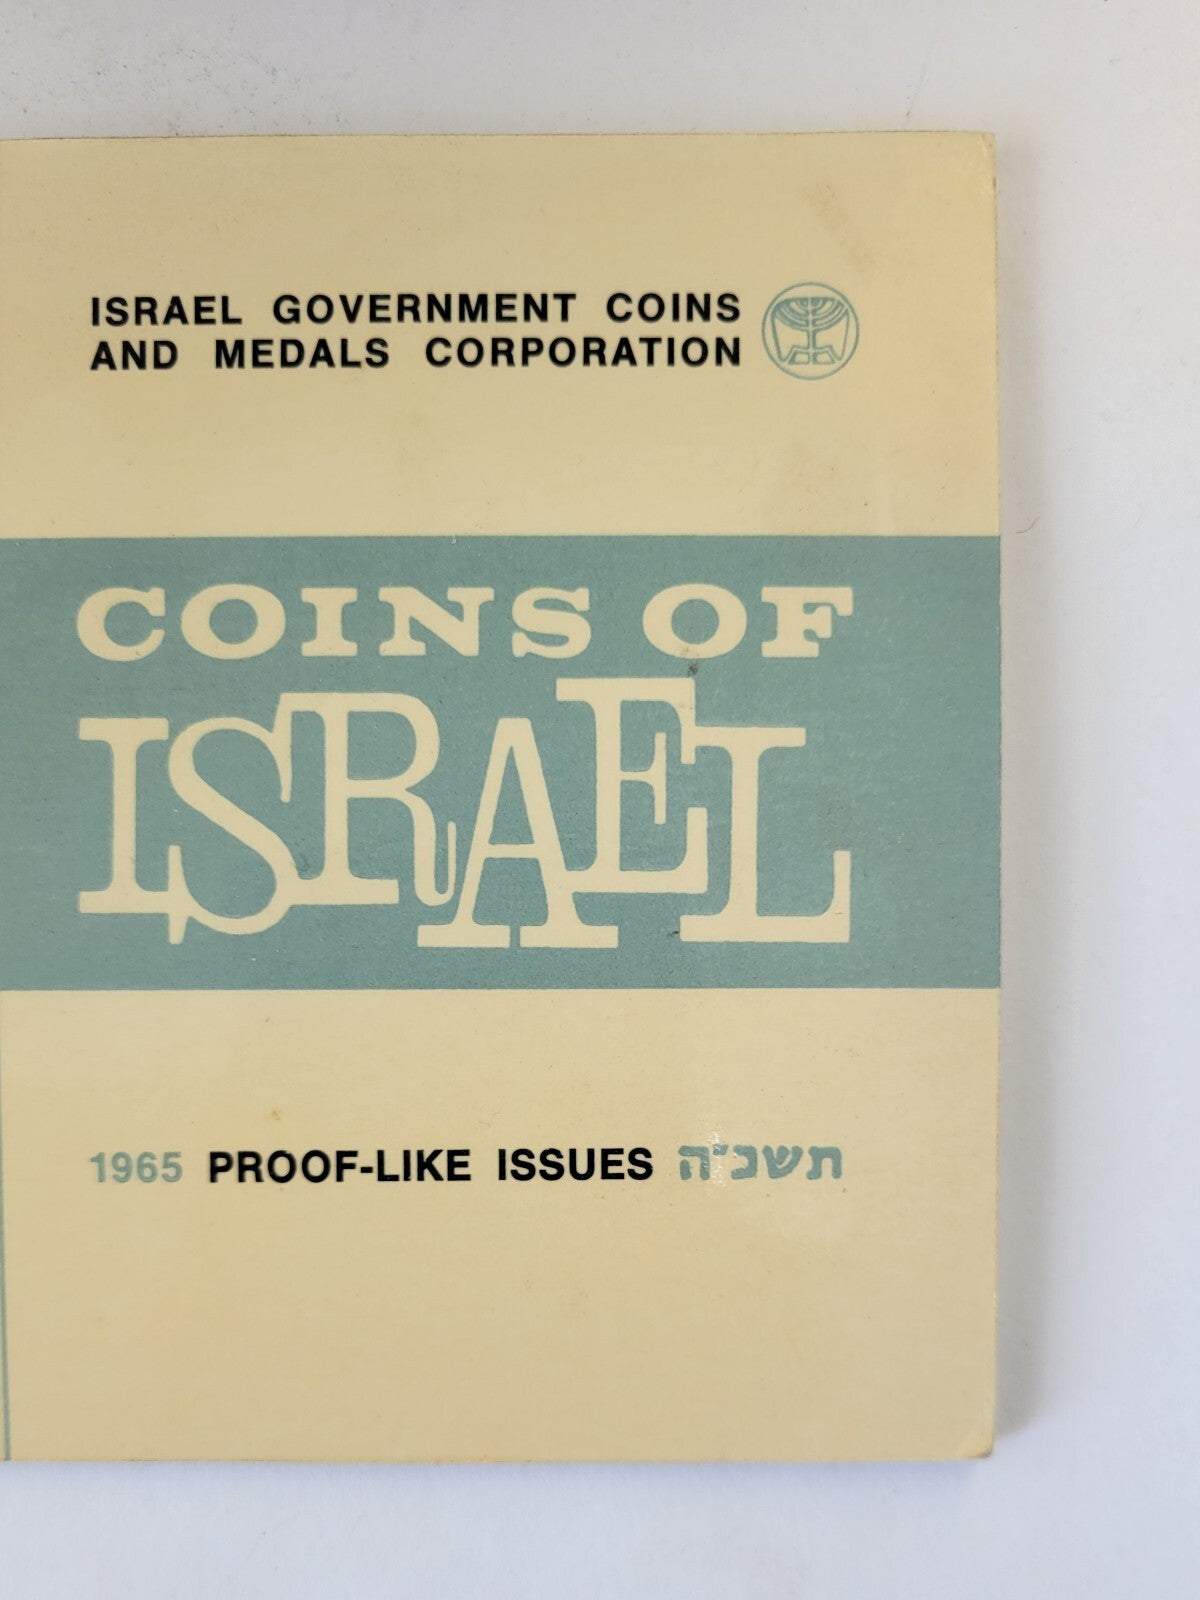 ISRAEL GOVERNMENT COINS
AND MEDALS CORPORATION
COINS OF
ISRAEL
1965 PROOF-LIKE ISSUES תשכ״ה